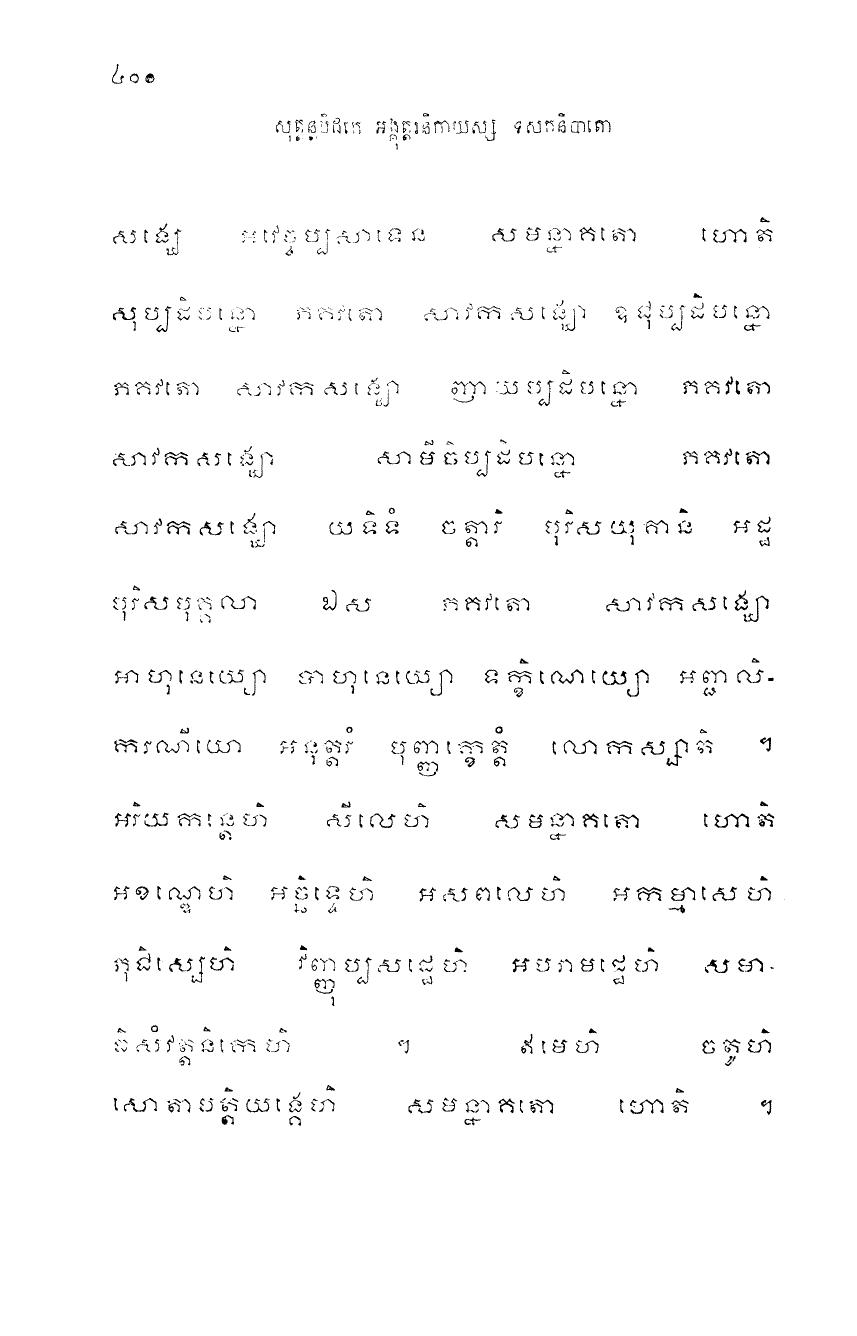 ៤០១
សុត្តន្តបិដកេ អង្គុត្តរនិកាយស្ស ទសកនិបាតោ
សង្ឃេ អវេច្ចប្បសាទេន សមន្នាគតោ ហោតិ
សុប្បដិបន្នោ ភគវតោ សាវកសង្ឃោ ឧជុប្បដិបន្នោ
ភគវតោ សាវកសង្ឃោ ញាយប្បដិបន្នោ ភគវតោ
សាវកសង្ឃោ សាមីចិប្បដិបន្នោ ភគវតោ
សាវកសង្ឃោ យទិទំ ចត្តារិ បុរិសយុគានិ អដ្ឋ
បុរិសបុគ្គលា ឯស ភគវតោ សាវកសង្ឃោ
អាហុនេយ្យោ បាហុនេយ្យោ ទក្ខិណេយ្យោ អញ្ជលិ-
ករណីយោ អនុត្តរំ បុញ្ញក្ខេត្តំ លោកស្សាតិ ។
អរិយកន្តេហិ សីលេហិ សមន្នាគតោ ហោតិ
អខណ្ឌេហិ អច្ឆិទ្ទេហិ អសពលេហិ អកម្មាសេហិ
ភុជិស្សេហិ វិញ្ញុប្បសដ្ឋេហិ អបរាមដ្ឋេហិ សមា-
ធិសំវត្តនិកេហិ ។ ឥមេហិ ចតូហិ
សោតាបត្តិយង្គេហិ សមន្នាគតោ ហោតិ ។